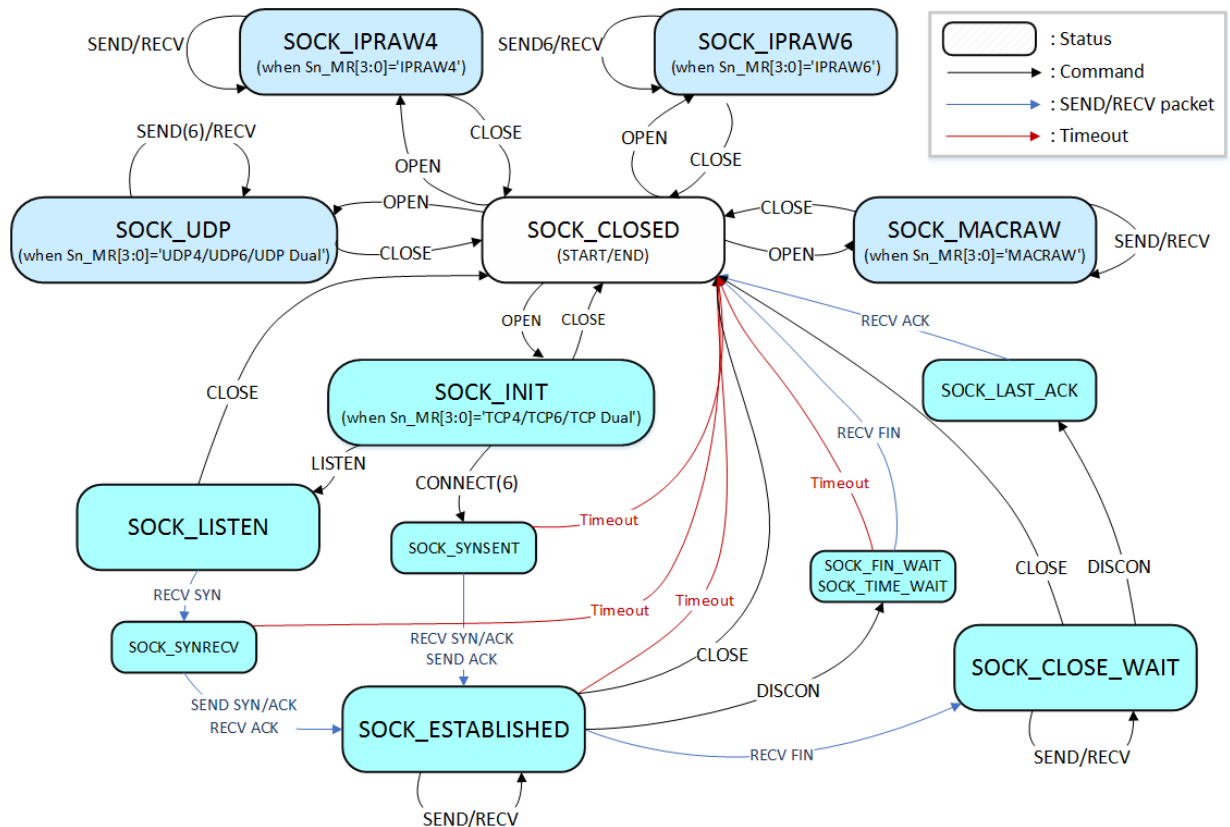 SEND/RECV
SOCK_IPRAW4
(when Sn_MR[3:0]='IPRAW4')
SEND6/RECV
SOCK_IPRAW6
(when Sn_MR[3:0]='IPRAW6')
: Status
: Command
: SEND/RECV packet
: Timeout
SEND(6)/RECV
CLOSE
OPEN
OPEN
CLOSE
SOCK_UDP
(when Sn_MR[3:0]='UDP4/UDP6/UDP Dual')
OPEN
CLOSE
SOCK_CLOSED
(START/END)
CLOSE
OPEN
SOCK_MACRAW
(when Sn_MR[3:0]='MACRAW')
SEND/RECV
OPEN
CLOSE
RECV ACK
CLOSE
SOCK_INIT
(when Sn_MR[3:0]='TCP4/TCP6/TCP Dual')
SOCK_LAST_ACK
RECV FIN
LISTEN
CONNECT(6)
Timeout
SOCK_LISTEN
Timeout
SOCK_SYNSENT
SOCK_FIN_WAIT
SOCK_TIME_WAIT
CLOSE
DISCON
RECV SYN
Timeout
Timeout
SOCK_SYNRECV
RECV SYN/ACK
SEND ACK
CLOSE
SOCK_CLOSE_WAIT
DISCON
SEND SYN/ACK
RECV ACK
SOCK_ESTABLISHED
RECV FIN
SEND/RECV
SEND/RECV